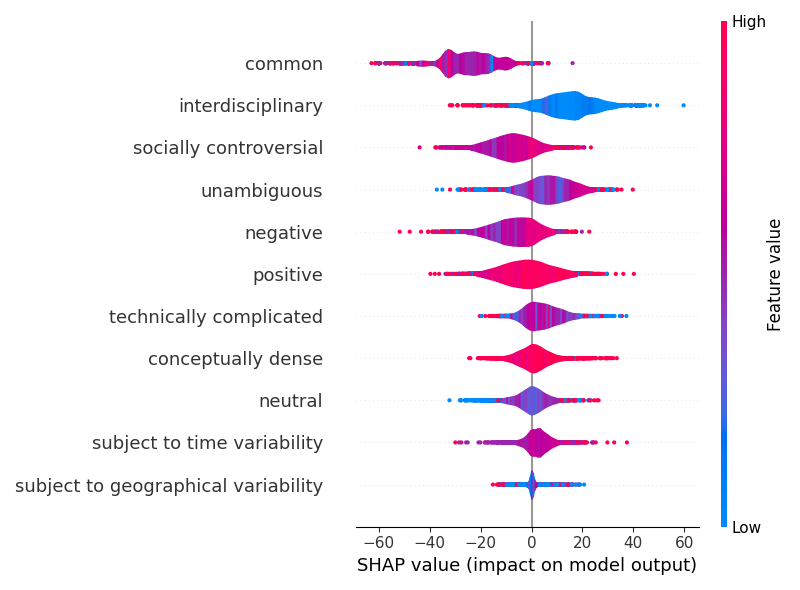 High
common
interdisciplinary
socially controversial
unambiguous
negative
positive
technically complicated
conceptually dense
neutral
subject to time variability
subject to geographical variability
Low
Feature value
−60 −40 −20 0 20 40 60
SHAP value (impact on model output)